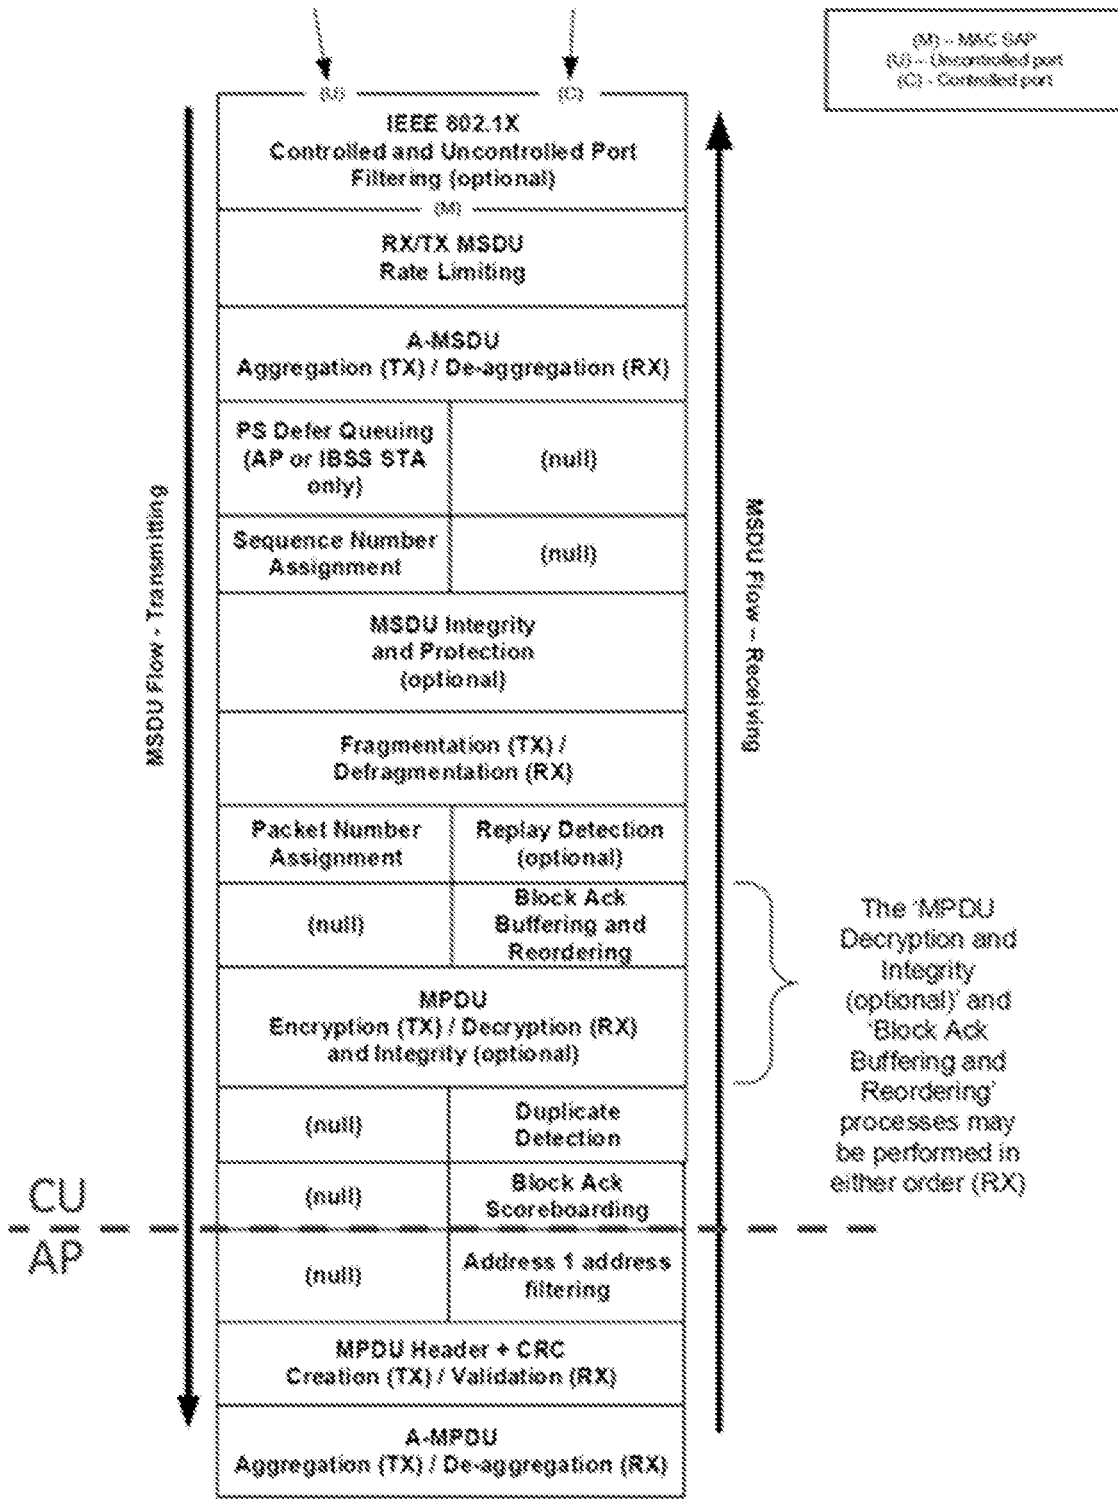 (M) -- MAC SAP
(U) -- Uncontrolled port
(C) - Controlled port
(U)
(C)
IEEE 802.1X
Controlled and Uncontrolled Port
Filtering (optional)
(M)
RX/TX MSDU
Rate Limiting
A-MSDU
Aggregation (TX) / De-aggregation (RX)
PS Defer Queuing
(AP or IBSS STA
only)
(null)
Sequence Number
Assignment
(null)
MSDU Integrity
and Protection
(optional)
Fragmentation (TX) /
Defragmentation (RX)
Packet Number
Assignment
Replay Detection
(optional)
(null)
Block Ack
Buffering and
Reordering
MPDU
Encryption (TX) / Decryption (RX)
and Integrity (optional)
(null)
Duplicate
Detection
(null)
Block Ack
Scoreboarding
(null)
Address 1 address
filtering
MPDU Header + CRC
Creation (TX) / Validation (RX)
A-MPDU
Aggregation (TX) / De-aggregation (RX)
MSDU Flow - Transmitting
MSDU Flow -- Receiving
The 'MPDU
Decryption and
Integrity
(optional)' and
'Block Ack
Buffering and
Reordering'
processes may
be performed in
either order (RX)
CU
AP